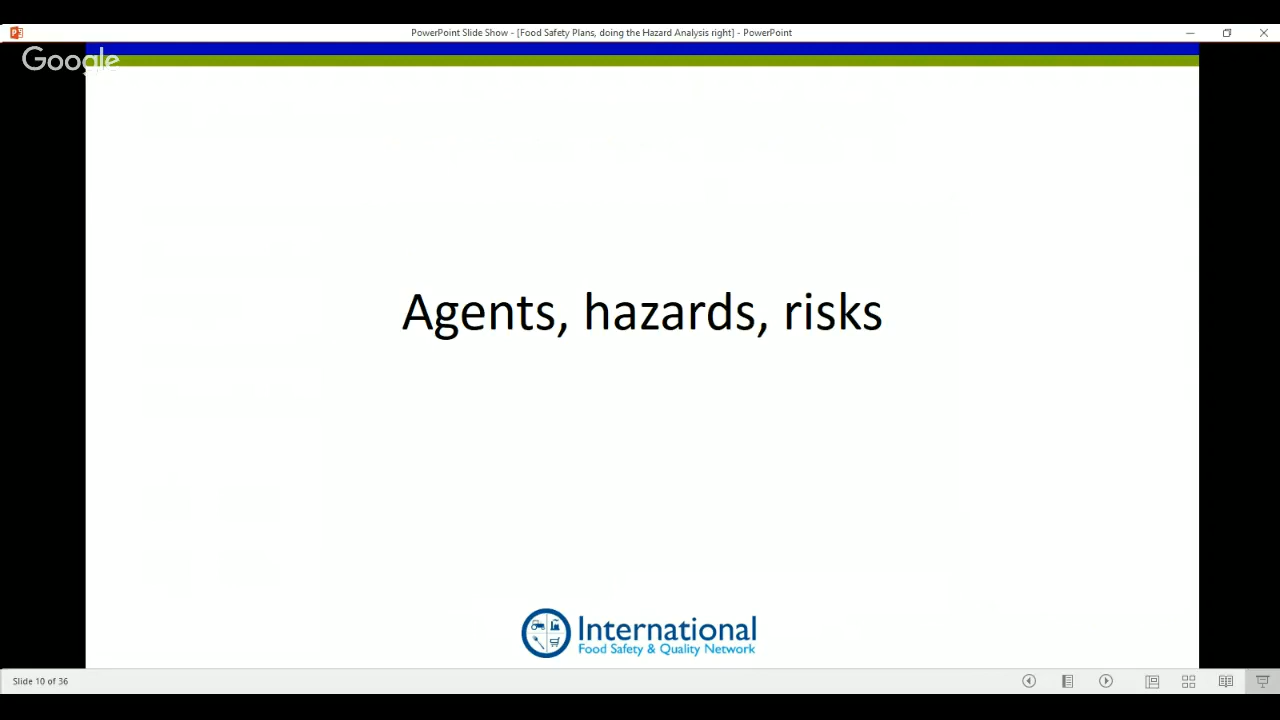 PowerPoint Slide Show - [Food Safety Plans, doing the Hazard Analysis right] - PowerPoint
Google
Agents, hazards, risks
International
Food Safety & Quality Network
Slide 10 of 36